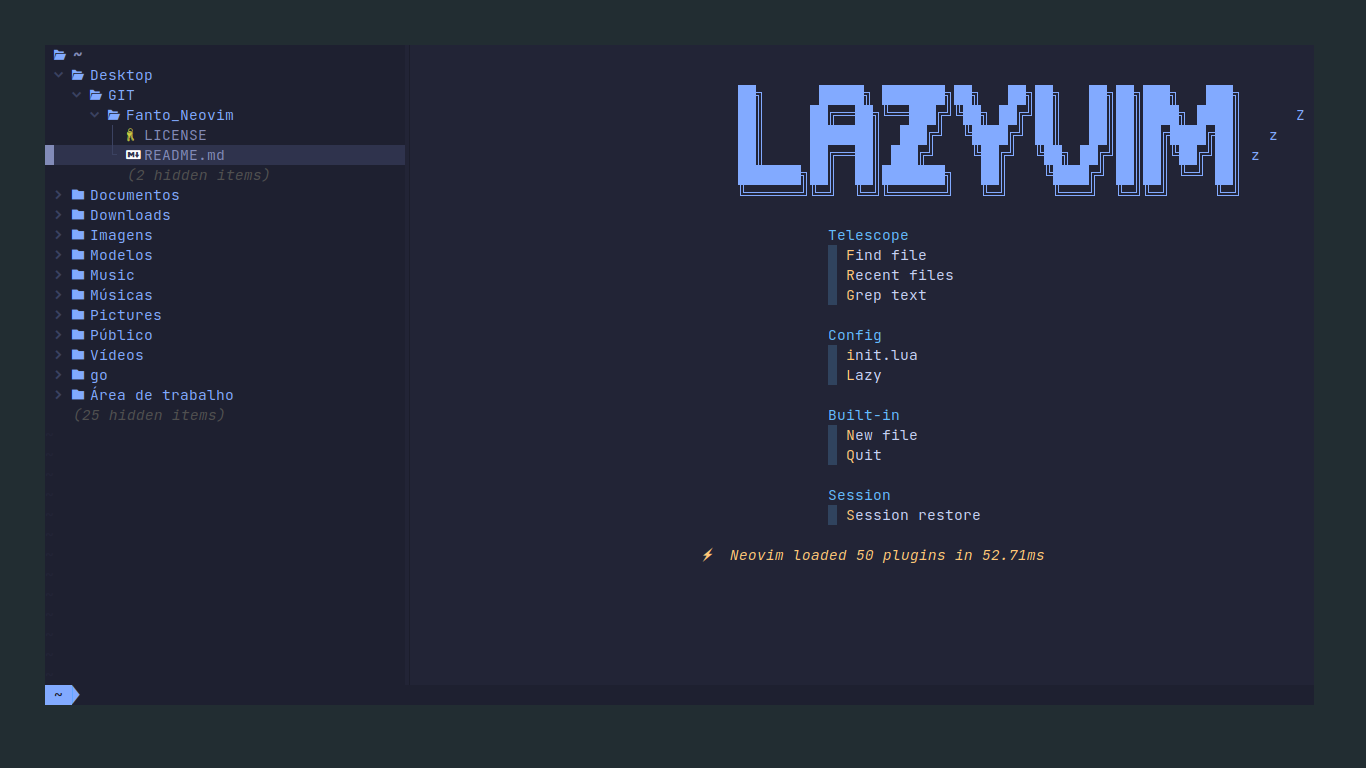 ~
Desktop
GIT
Fanto_Neovim
LICENSE
README.md
(2 hidden items)
Documentos
Downloads
Imagens
Modelos
Music
Músicas
Pictures
Público
Vídeos
go
Área de trabalho
(25 hidden items)
LAZYVIM
Z
z
z
Telescope
Find file
Recent files
Grep text
Config
init.lua
Lazy
Built-in
New file
Quit
Session
Session restore
⚡ Neovim loaded 50 plugins in 52.71ms
~